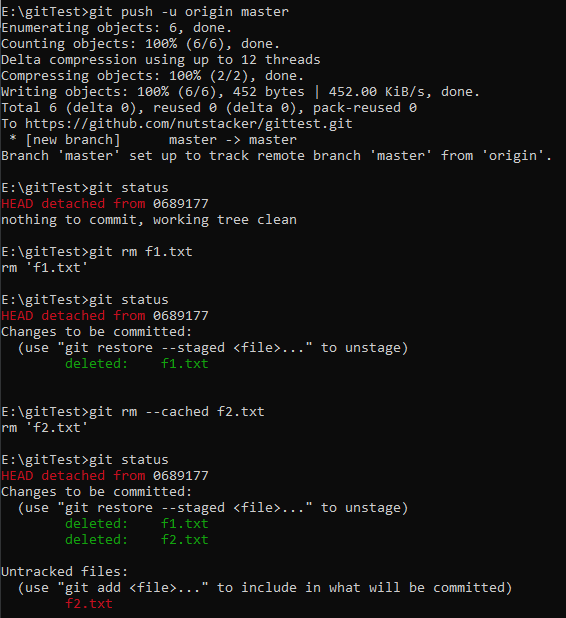 E:\gitTest>git push -u origin master
Enumerating objects: 6, done.
Counting objects: 100% (6/6), done.
Delta compression using up to 12 threads
Compressing objects: 100% (2/2), done.
Writing objects: 100% (6/6), 452 bytes | 452.00 KiB/s, done.
Total 6 (delta 0), reused 0 (delta 0), pack-reused 0
To https://github.com/nutstacker/gittest.git
 * [new branch]      master -> master
Branch 'master' set up to track remote branch 'master' from 'origin'.

E:\gitTest>git status
HEAD detached from 0689177
nothing to commit, working tree clean

E:\gitTest>git rm f1.txt
rm 'f1.txt'

E:\gitTest>git status
HEAD detached from 0689177
Changes to be committed:
  (use "git restore --staged <file>..." to unstage)
        deleted:    f1.txt


E:\gitTest>git rm --cached f2.txt
rm 'f2.txt'

E:\gitTest>git status
HEAD detached from 0689177
Changes to be committed:
  (use "git restore --staged <file>..." to unstage)
        deleted:    f1.txt
        deleted:    f2.txt

Untracked files:
  (use "git add <file>..." to include in what will be committed)
        f2.txt